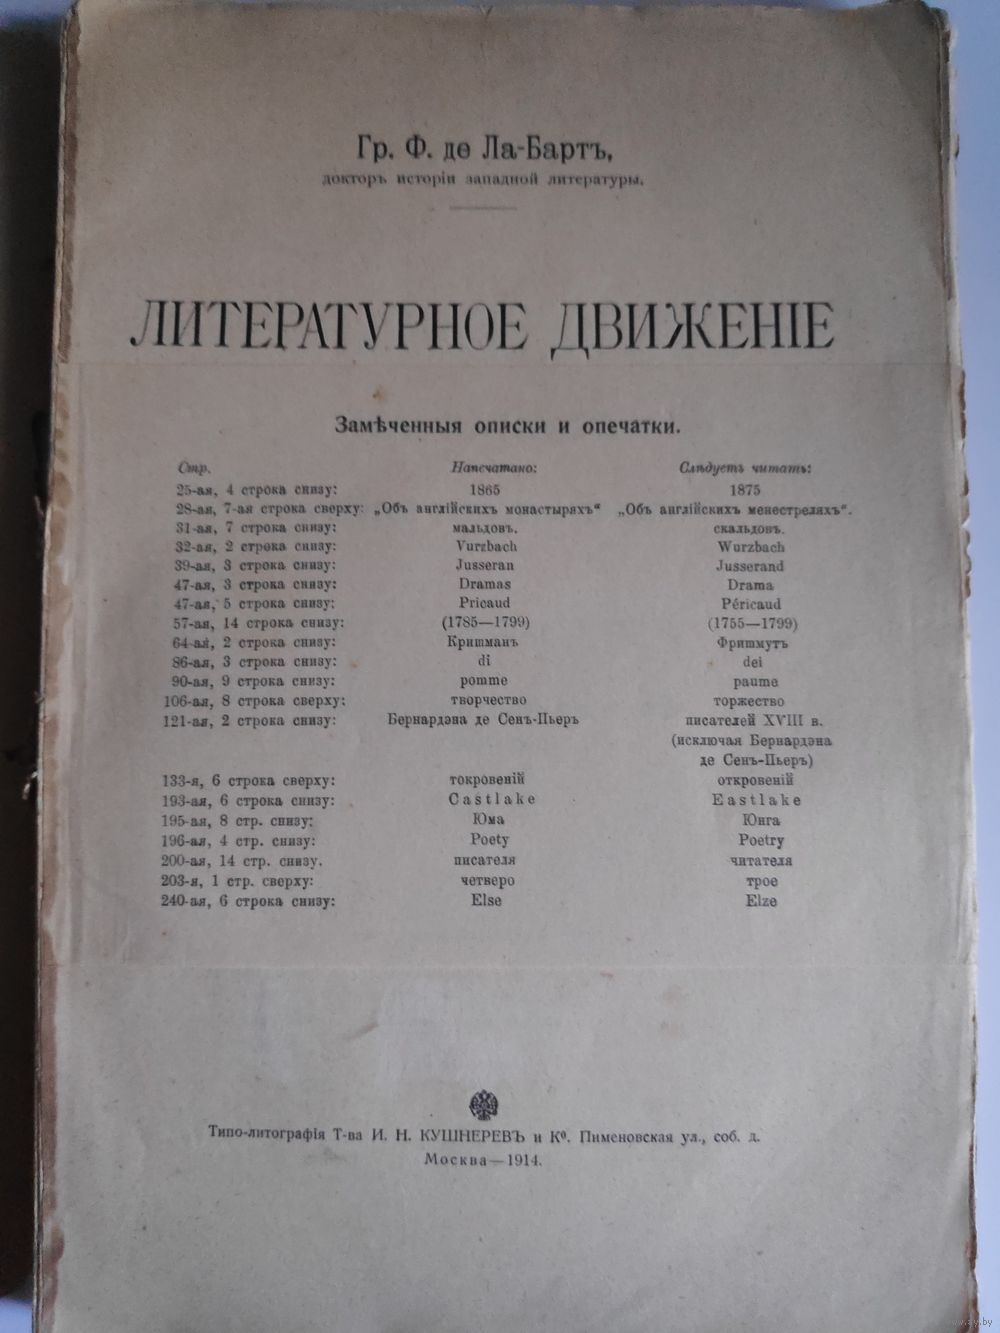 Гр. Ф. де Ла-Бартъ,
докторъ исторіи западной литературы.
ЛИТЕРАТУРНОЕ ДВИЖЕНІЕ
Замѣченныя описки и опечатки.
Стр. Напечатано: Слѣдуетъ читать:
25-ая, 4 строка снизу: 1865 1875
28-ая, 7-ая строка сверху: „Объ англійскихъ монастыряхъ“ „Объ англійскихъ менестреляхъ“.
31-ая, 7 строка снизу: мальдовъ. скальдовъ.
32-ая, 2 строка снизу: Vurzbach Wurzbach
39-ая, 3 строка снизу: Jusseran Jusserand
47-ая, 3 строка снизу: Dramas Drama
47-ая, 5 строка снизу: Pricaud Péricaud
57-ая, 14 строка снизу: (1785—1799) (1755—1799)
64-ая, 2 строка снизу: Кришманъ Фришмутъ
86-ая, 3 строка снизу: di dei
90-ая, 9 строка снизу: pomme paume
106-ая, 8 строка сверху: творчество торжество
121-ая, 2 строка снизу: Бернардэна де Сенъ-Пьеръ писателей XVIII в.
(исключая Бернардэна
де Сенъ-Пьеръ)
133-я, 6 строка сверху: токровеній откровеній
193-ая, 6 строка снизу: Castlake Eastlake
195-ая, 8 стр. снизу: Юма Юнга
196-ая, 4 стр. снизу: Poety Poetry
200-ая, 14 стр. снизу. писателя читателя
203-я, 1 стр. сверху: четверо трое
240-ая, 6 строка снизу: Else Elze
Типо-литографія Т-ва И. Н. КУШНЕРЕВЪ и Кº. Пименовская ул., соб. д.
Москва—1914.